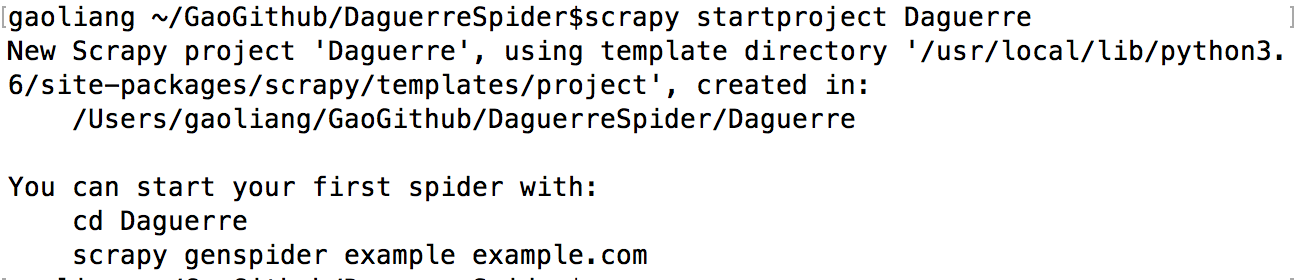 [gaoliang ~/GaoGithub/DaguerreSpider$scrapy startproject Daguerre ]
New Scrapy project 'Daguerre', using template directory '/usr/local/lib/python3.
6/site-packages/scrapy/templates/project', created in:
    /Users/gaoliang/GaoGithub/DaguerreSpider/Daguerre

You can start your first spider with:
    cd Daguerre
    scrapy genspider example example.com